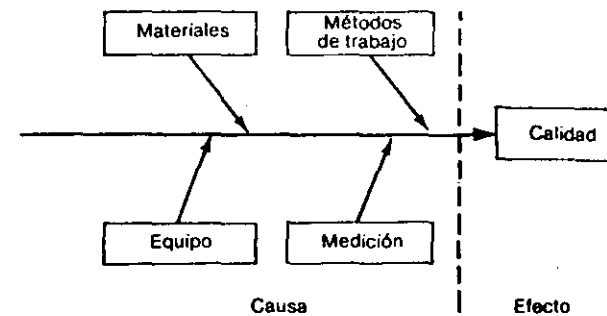 Materiales
Métodos
de trabajo
Calidad
Equipo
Medición
Causa
Efecto